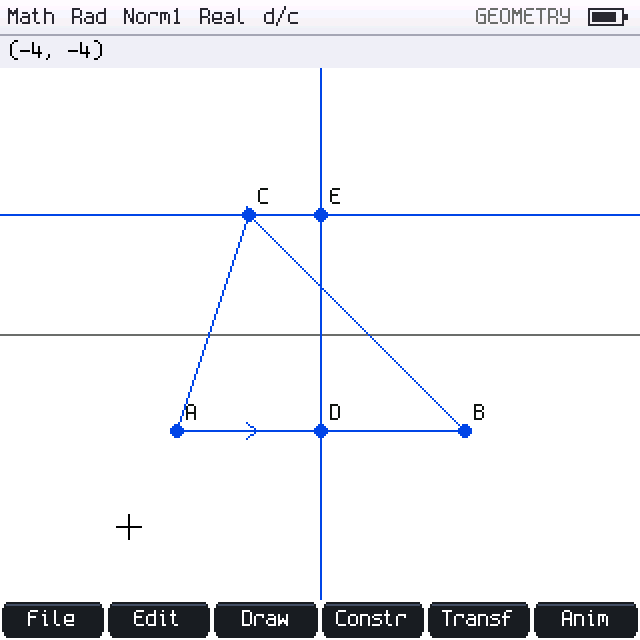 Math Rad Norm1 Real d/c GEOMETRY
(-4, -4)
C E
A D B
File Edit Draw Constr Transf Anim